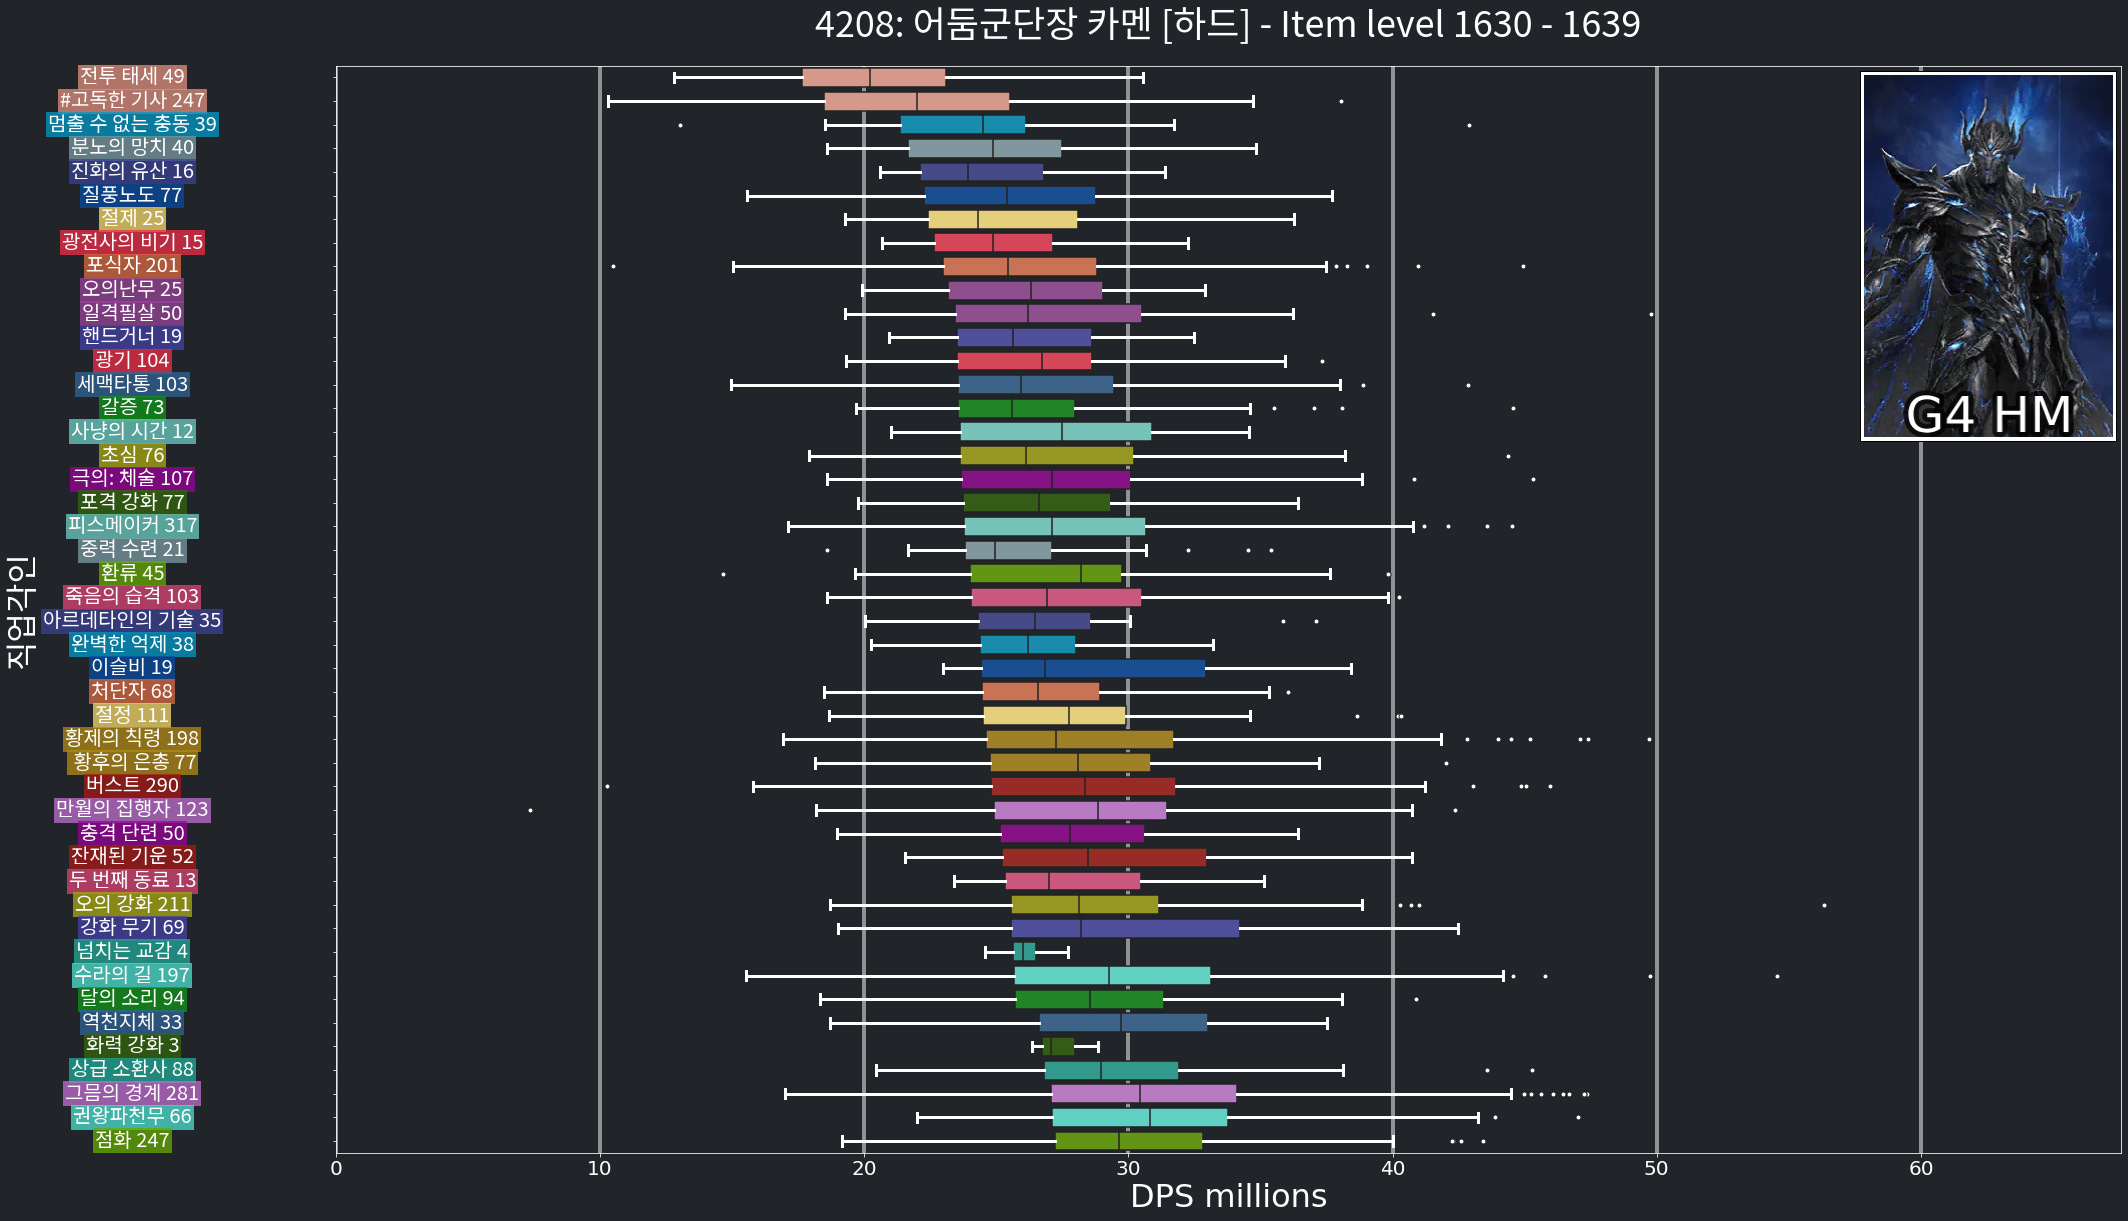 4208: 어둠군단장 카멘 [하드] - Item level 1630 - 1639
전투 태세 49
#고독한 기사 247
멈출 수 없는 충동 39
분노의 망치 40
진화의 유산 16
질풍노도 77
절제 25
광전사의 비기 15
포식자 201
오의난무 25
일격필살 50
핸드거너 19
광기 104
세맥타통 103
갈증 73
사냥의 시간 12
초심 76
극의: 체술 107
포격 강화 77
피스메이커 317
중력 수련 21
환류 45
죽음의 습격 103
아르데타인의 기술 35
완벽한 억제 38
이슬비 19
처단자 68
절정 111
황제의 칙령 198
황후의 은총 77
버스트 290
만월의 집행자 123
충격 단련 50
잔재된 기운 52
두 번째 동료 13
오의 강화 211
강화 무기 69
넘치는 교감 4
수라의 길 197
달의 소리 94
역천지체 33
화력 강화 3
상급 소환사 88
그믐의 경계 281
권왕파천무 66
점화 247
직업각인
G4 HM
0 10 20 30 40 50 60
DPS millions